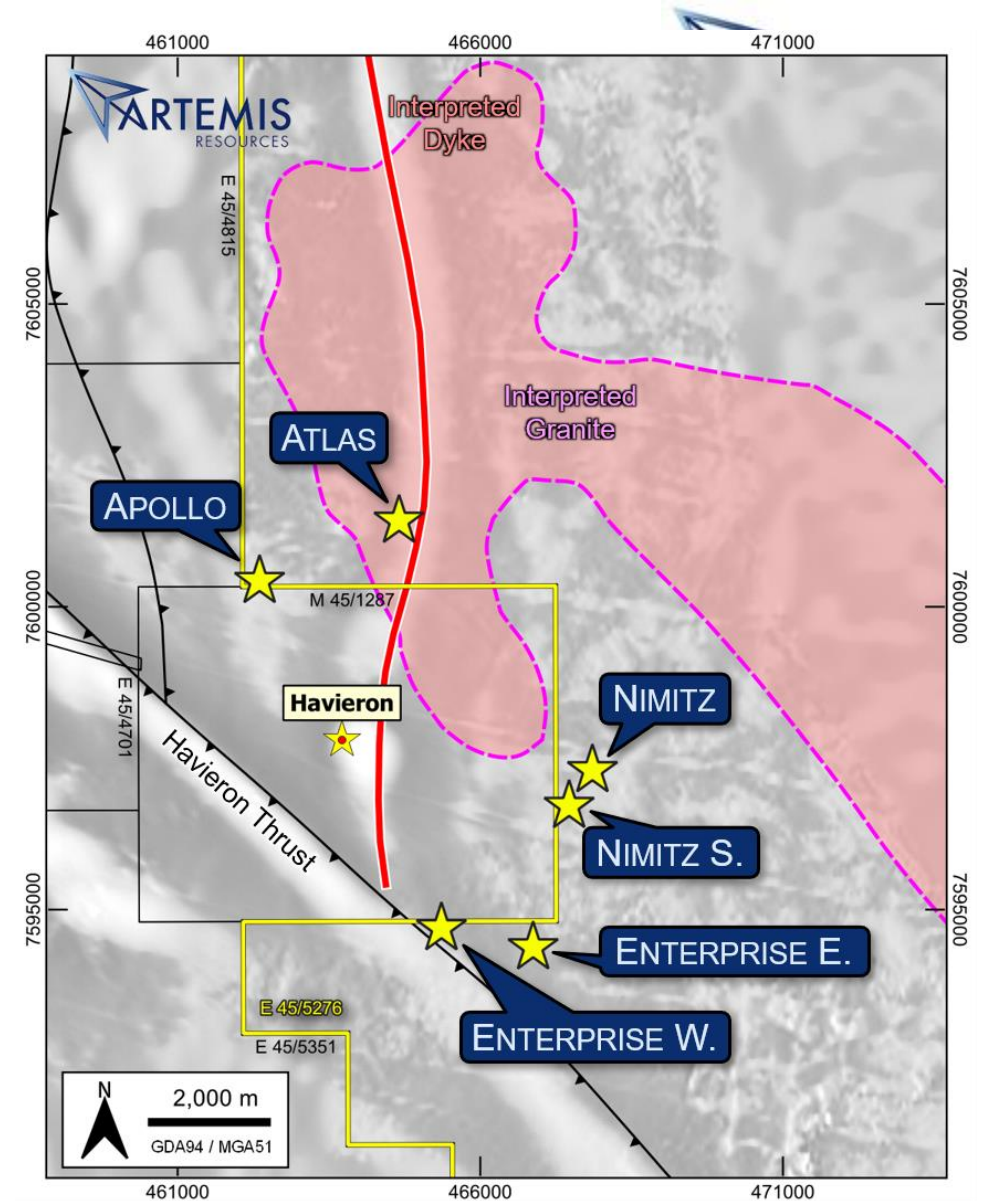 461000
466000
471000
ARTEMIS
RESOURCES
Interpreted
Dyke
E 45/4815
7605000
7605000
Interpreted
Granite
ATLAS
APOLLO
7600000
7600000
M 45/1287
E 45/4701
Havieron
NIMITZ
Havieron Thrust
NIMITZ S.
7595000
7595000
ENTERPRISE E.
E 45/5276
ENTERPRISE W.
E 45/5351
N
2,000 m
GDA94 / MGA51
461000
466000
471000